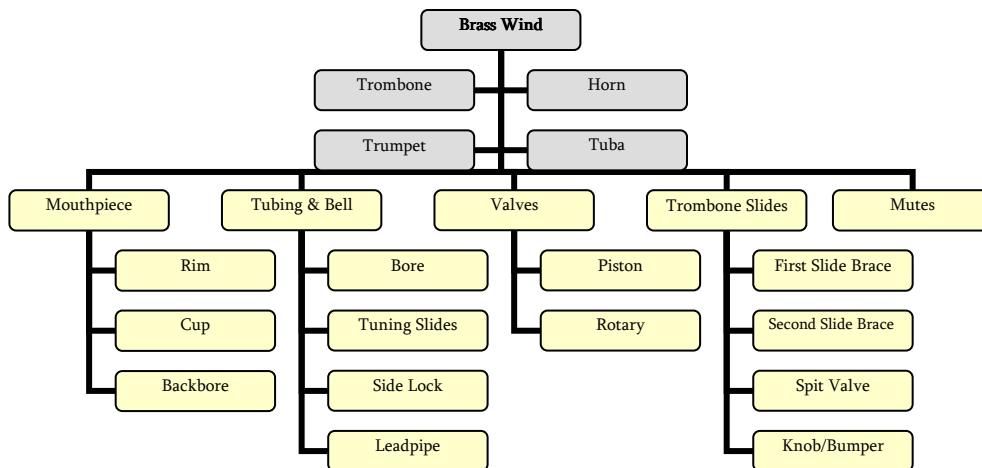 Brass Wind
Trombone
Horn
Trumpet
Tuba
Mouthpiece
Tubing & Bell
Valves
Trombone Slides
Mutes
Rim
Bore
Piston
First Slide Brace
Cup
Tuning Slides
Rotary
Second Slide Brace
Backbore
Side Lock
Spit Valve
Leadpipe
Knob/Bumper